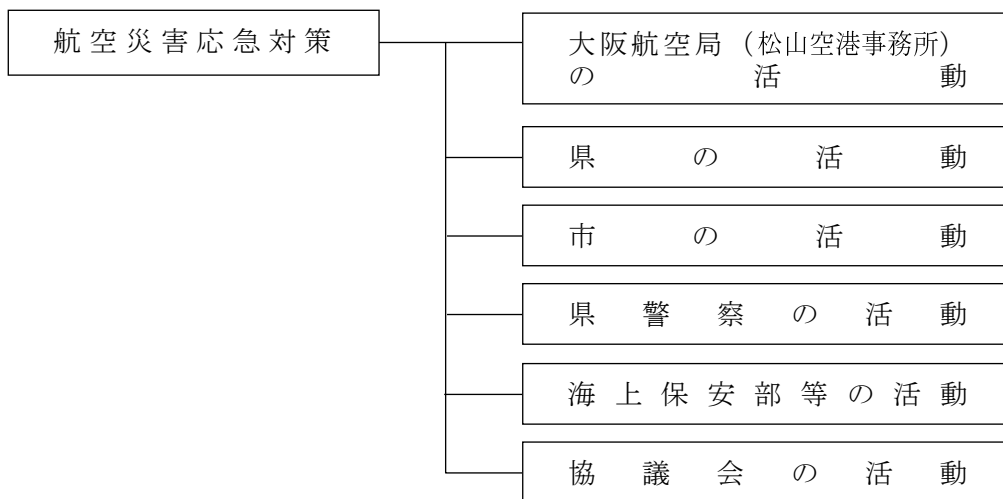 航空災害応急対策
大阪航空局（松山空港事務所）
の活動
県の活動
市の活動
県警察の活動
海上保安部等の活動
協議会の活動